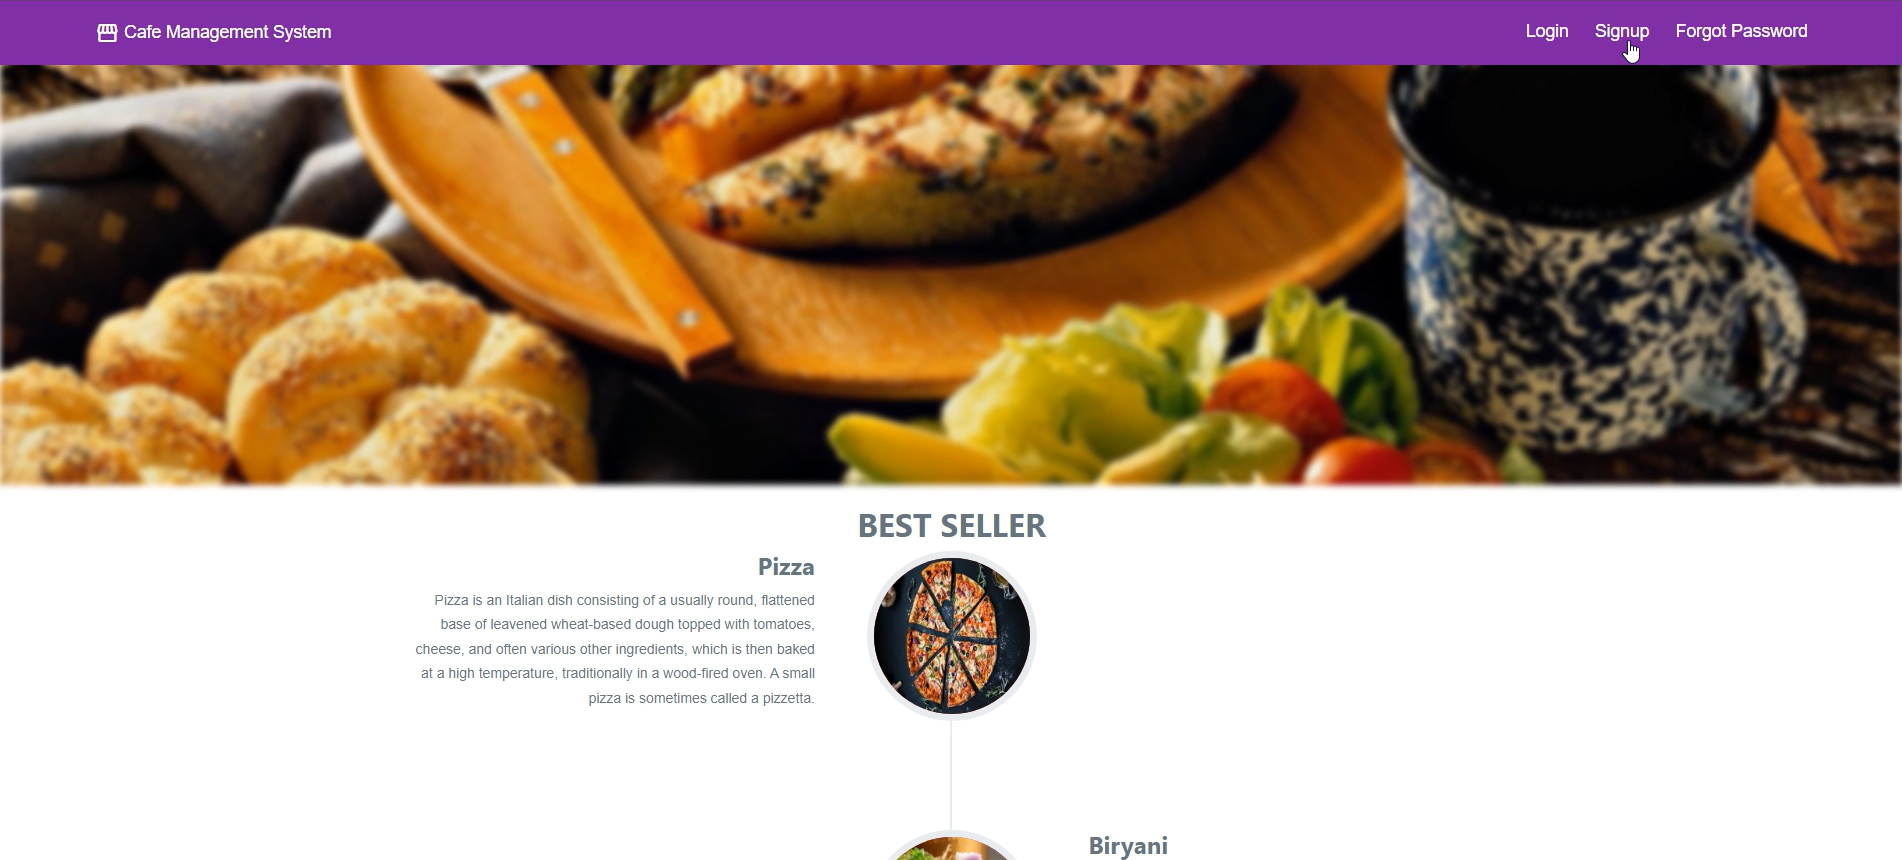 Cafe Management System
Login
Signup
Forgot Password
BEST SELLER
Pizza
Pizza is an Italian dish consisting of a usually round, flattened
base of leavened wheat-based dough topped with tomatoes,
cheese, and often various other ingredients, which is then baked
at a high temperature, traditionally in a wood-fired oven. A small
pizza is sometimes called a pizzetta.
Biryani